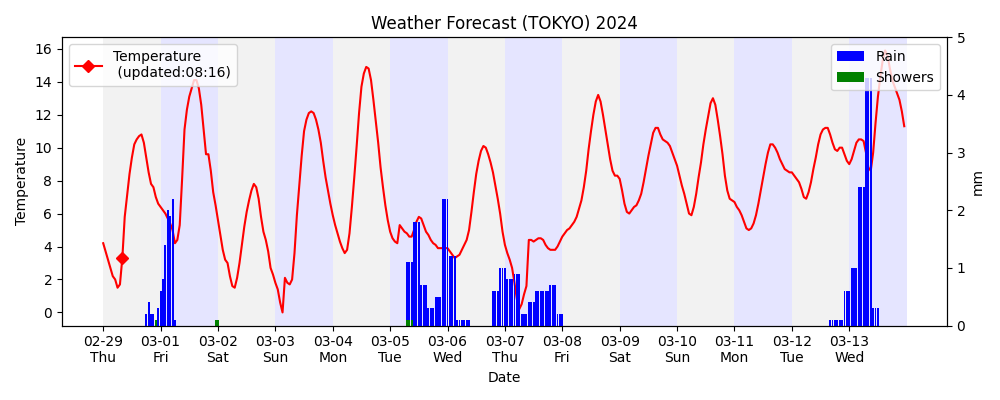 Weather Forecast (TOKYO) 2024
Temperature
(updated:08:16)
Rain
Showers
Temperature
16
14
12
10
8
6
4
2
0
5
4
3
2
1
0
mm
02-29 03-01 03-02 03-03 03-04 03-05 03-06 03-07 03-08 03-09 03-10 03-11 03-12 03-13
Thu Fri Sat Sun Mon Tue Wed Thu Fri Sat Sun Mon Tue Wed
Date